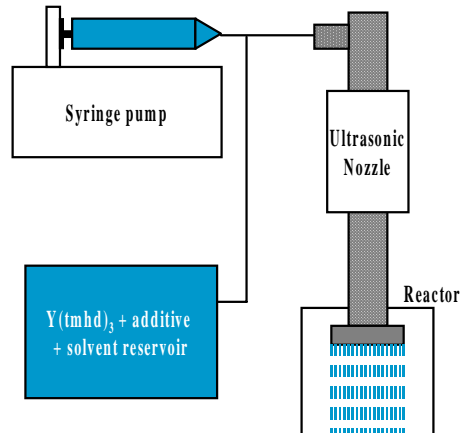 Syringe pump
Ultrasonic
Nozzle
Reactor
Y(tmhd)₃ + additive
+ solvent reservoir